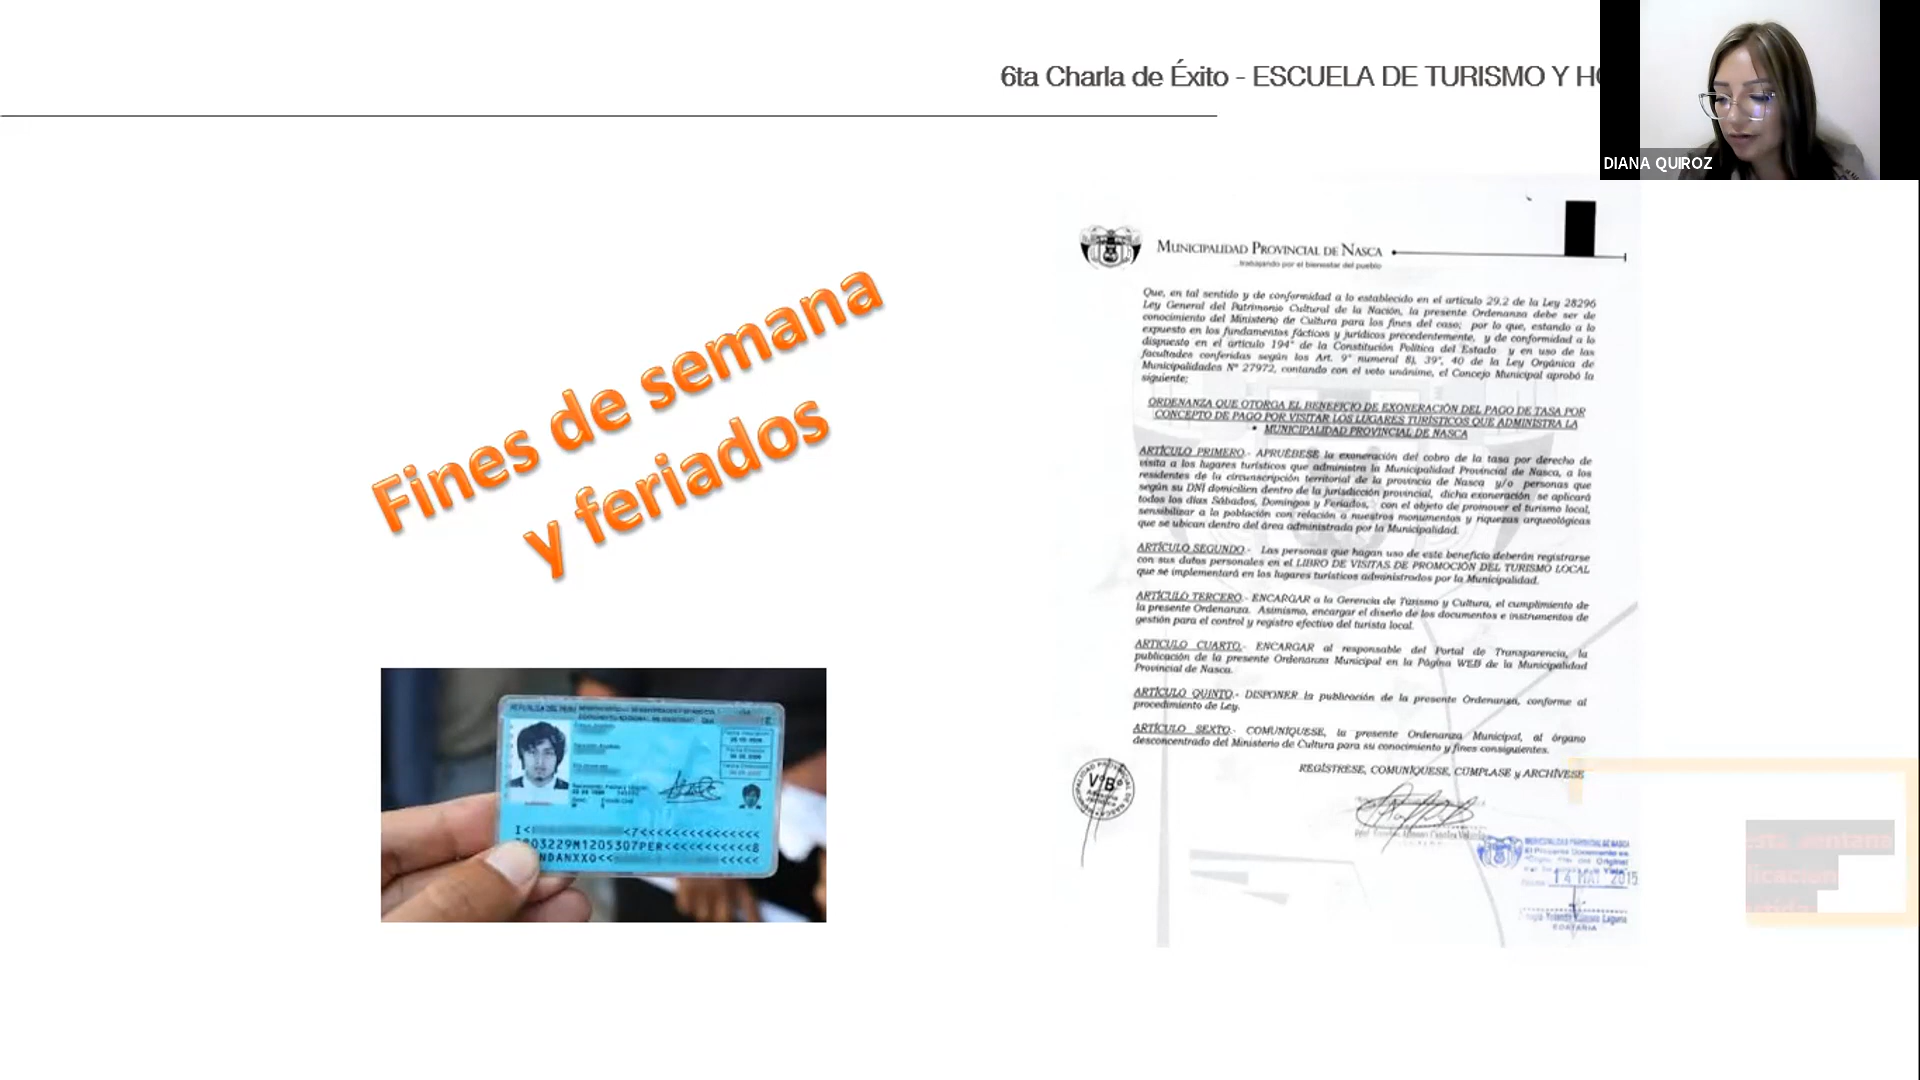 6ta Charla de Éxito - ESCUELA DE TURISMO Y HO
DIANA QUIROZ
Fines de semana
y feriados
MUNICIPALIDAD PROVINCIAL DE NASCA
...trabajando por el bienestar del pueblo
Que, en tal sentido y de conformidad a lo establecido en el artículo 29.2 de la Ley 28296
Ley General del Patrimonio Cultural de la Nación, la presente Ordenanza debe ser de
conocimiento del Ministerio de Cultura para los fines del caso; por lo que, estando a lo
expuesto en los fundamentos fácticos y jurídicos precedentemente, y de conformidad a lo
dispuesto en el artículo 194° de la Constitución Política del Estado y en uso de las
facultades conferidas según los Art. 9° numeral 8), 39°, 40 de la Ley Orgánica de
Municipalidades N° 27972, contando con el voto unánime, el Concejo Municipal aprobó la
siguiente;
ORDENANZA QUE OTORGA EL BENEFICIO DE EXONERACIÓN DEL PAGO DE TASA POR
CONCEPTO DE PAGO POR VISITAR LOS LUGARES TURÍSTICOS QUE ADMINISTRA LA
MUNICIPALIDAD PROVINCIAL DE NASCA
ARTÍCULO PRIMERO.- APRUÉBESE la exoneración del cobro de la tasa por derecho de
visita a los lugares turísticos que administra la Municipalidad Provincial de Nasca, a los
residentes de la circunscripción territorial de la provincia de Nasca y/o personas que
según su DNI domicilien dentro de la jurisdicción provincial, dicha exoneración se aplicará
todos los días Sábados, Domingos y Feriados, con el objeto de promover el turismo local,
sensibilizar a la población con relación a nuestros monumentos y riquezas arqueológicas
que se ubican dentro del área administrada por la Municipalidad.
ARTÍCULO SEGUNDO.- Las personas que hagan uso de este beneficio deberán registrarse
con sus datos personales en el LIBRO DE VISITAS DE PROMOCIÓN DEL TURISMO LOCAL
que se implementará en los lugares turísticos administrados por la Municipalidad.
ARTÍCULO TERCERO.- ENCARGAR a la Gerencia de Turismo y Cultura, el cumplimiento de
la presente Ordenanza. Asimismo, encargar el diseño de los documentos e instrumentos de
gestión para el control y registro efectivo del turista local.
ARTICULO CUARTO.- ENCARGAR al responsable del Portal de Transparencia, la
publicación de la presente Ordenanza Municipal en la Página WEB de la Municipalidad
Provincial de Nasca.
ARTÍCULO QUINTO.- DISPONER la publicación de la presente Ordenanza, conforme al
procedimiento de Ley.
ARTÍCULO SEXTO.- COMUNÍQUESE, la presente Ordenanza Municipal, al órgano
desconcentrado del Ministerio de Cultura para su conocimiento y fines consiguientes.
REGÍSTRESE, COMUNÍQUESE, CÚMPLASE y ARCHÍVESE
V°B°
MUNICIPALIDAD PROVINCIAL DE NASCA
14 MAY 2015
REPUBLICA DEL PERU
I<
<7<<<<<<<<<<<<<<
03229M1205307PER<<<<<<<<<<8
NDANXXO<<
<<<<<